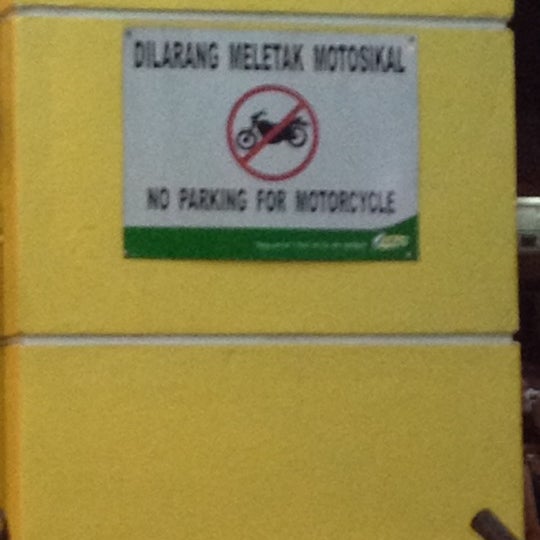 DILARANG MELETAK MOTOSIKAL
NO PARKING FOR MOTORCYCLE